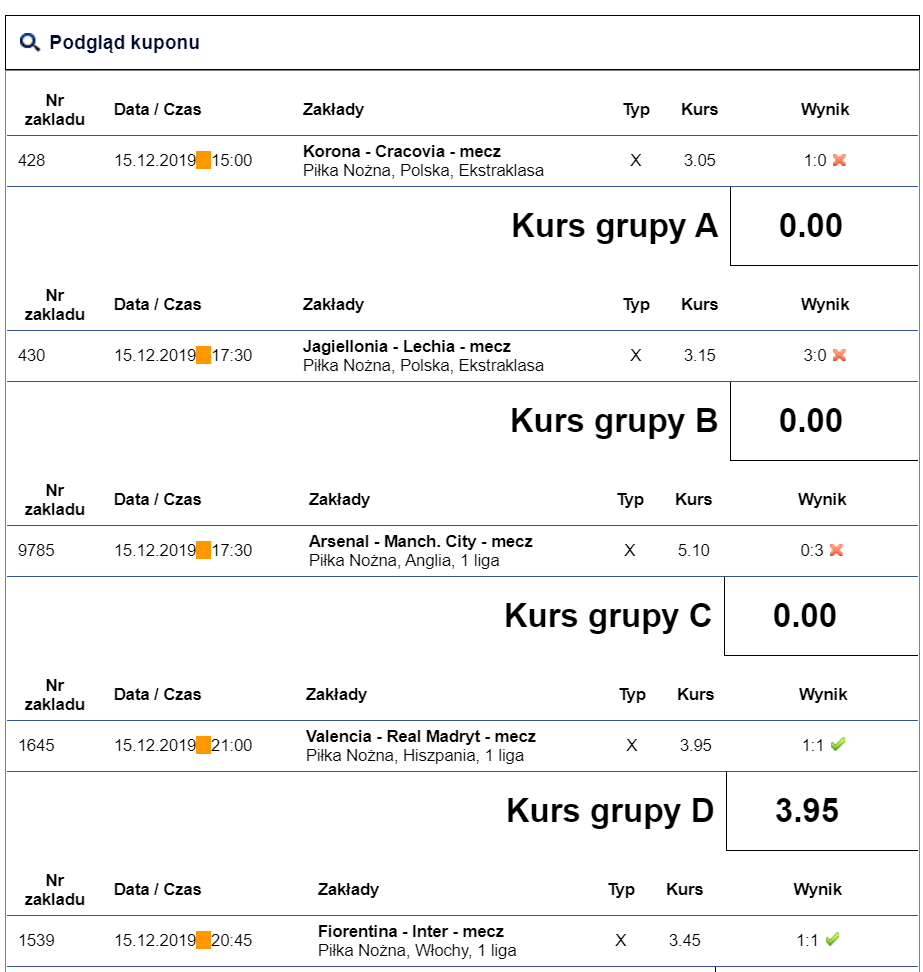 Podgląd kuponu
Nr zakladu Data / Czas Zakłady Typ Kurs Wynik
428 15.12.2019 15:00 Korona - Cracovia - mecz X 3.05 1:0
Piłka Nożna, Polska, Ekstraklasa
Kurs grupy A 0.00
Nr zakladu Data / Czas Zakłady Typ Kurs Wynik
430 15.12.2019 17:30 Jagiellonia - Lechia - mecz X 3.15 3:0
Piłka Nożna, Polska, Ekstraklasa
Kurs grupy B 0.00
Nr zakladu Data / Czas Zakłady Typ Kurs Wynik
9785 15.12.2019 17:30 Arsenal - Manch. City - mecz X 5.10 0:3
Piłka Nożna, Anglia, 1 liga
Kurs grupy C 0.00
Nr zakladu Data / Czas Zakłady Typ Kurs Wynik
1645 15.12.2019 21:00 Valencia - Real Madryt - mecz X 3.95 1:1
Piłka Nożna, Hiszpania, 1 liga
Kurs grupy D 3.95
Nr zakladu Data / Czas Zakłady Typ Kurs Wynik
1539 15.12.2019 20:45 Fiorentina - Inter - mecz X 3.45 1:1
Piłka Nożna, Włochy, 1 liga